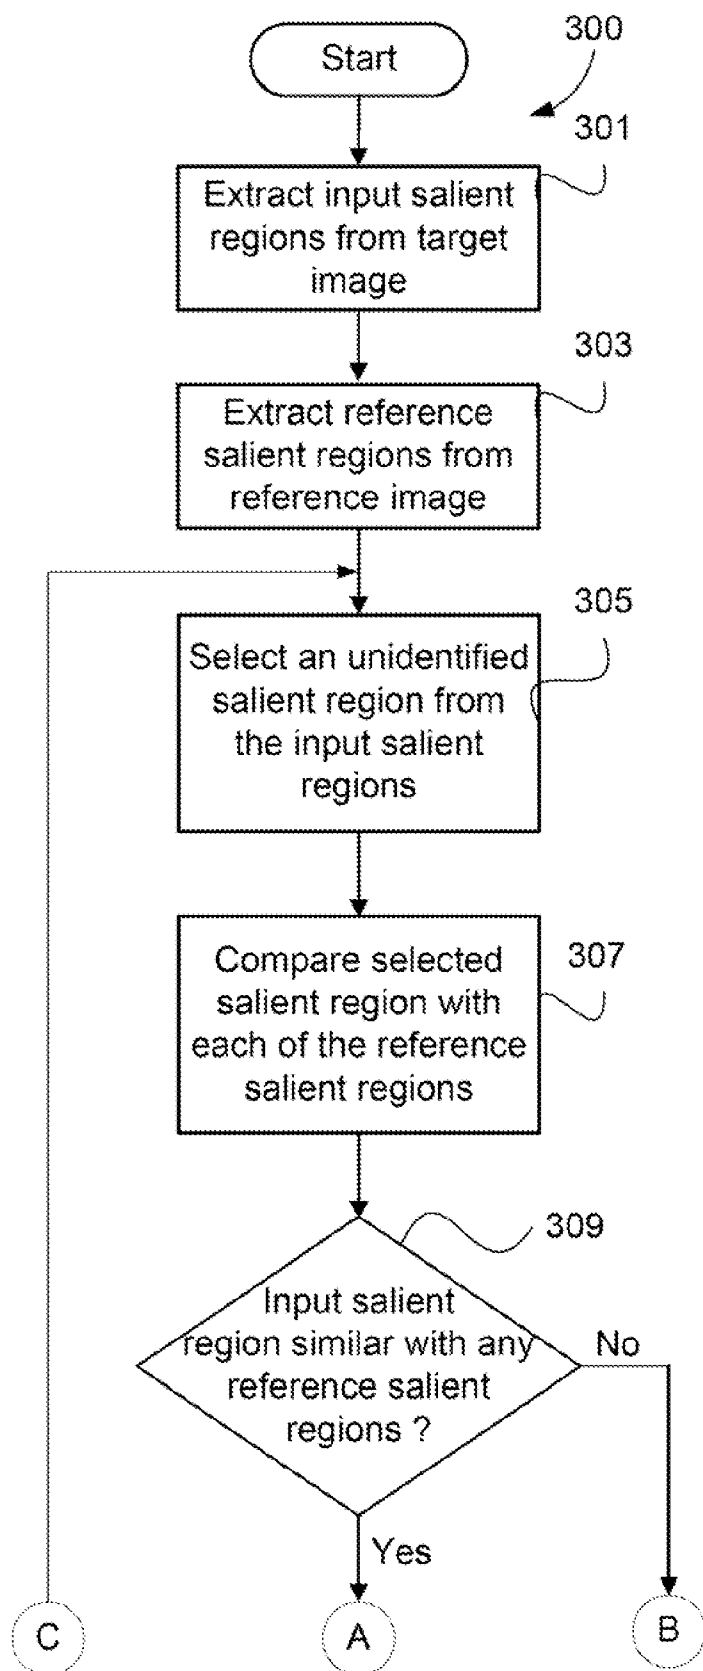 300
Start
301
Extract input salient
regions from target
image
303
Extract reference
salient regions from
reference image
305
Select an unidentified
salient region from
the input salient
regions
307
Compare selected
salient region with
each of the reference
salient regions
309
Input salient
region similar with any
reference salient
regions ?
No
Yes
C
A
B